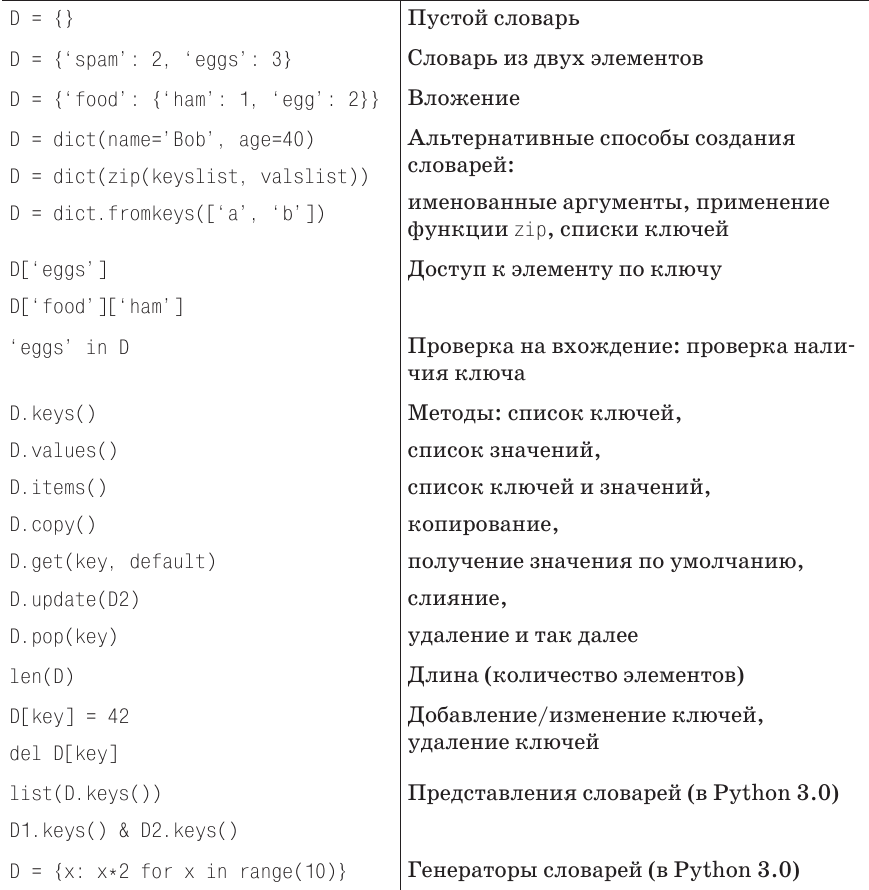 D = {} Пустой словарь
D = {‘spam’: 2, ‘eggs’: 3} Словарь из двух элементов
D = {‘food’: {‘ham’: 1, ‘egg’: 2}} Вложение
D = dict(name=’Bob’, age=40) Альтернативные способы создания
словарей:
D = dict(zip(keyslist, valslist))
D = dict.fromkeys([‘a’, ‘b’])
именованные аргументы, применение
функции zip, списки ключей
D[‘eggs’] Доступ к элементу по ключу
D[‘food’][‘ham’]
‘eggs’ in D Проверка на вхождение: проверка нали-
чия ключа
D.keys() Методы: список ключей,
D.values() список значений,
D.items() список ключей и значений,
D.copy() копирование,
D.get(key, default) получение значения по умолчанию,
D.update(D2) слияние,
D.pop(key) удаление и так далее
len(D) Длина (количество элементов)
D[key] = 42 Добавление/изменение ключей,
удаление ключей
del D[key]
list(D.keys()) Представления словарей (в Python 3.0)
D1.keys() & D2.keys()
D = {x: x*2 for x in range(10)} Генераторы словарей (в Python 3.0)